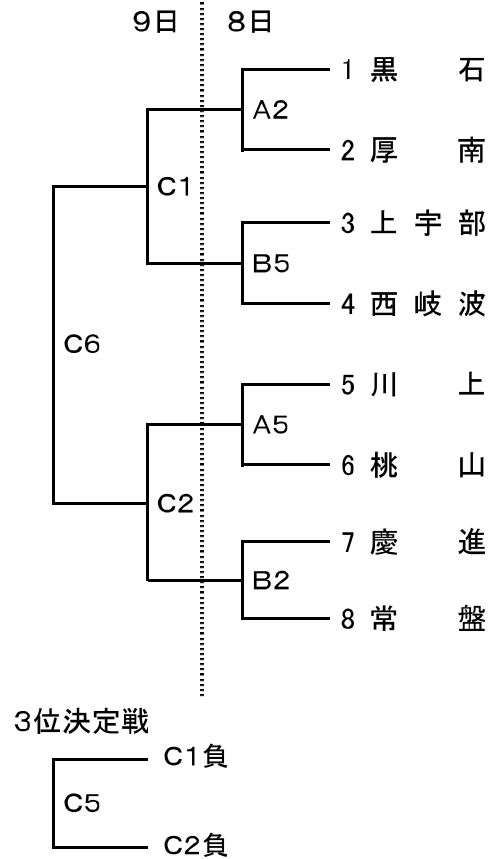 9日 8日
1 黒石
A2
2 厚南
C1
3 上宇部
B5
4 西岐波
C6
5 川上
A5
6 桃山
C2
7 慶進
B2
8 常盤
3位決定戦
C1負
C5
C2負